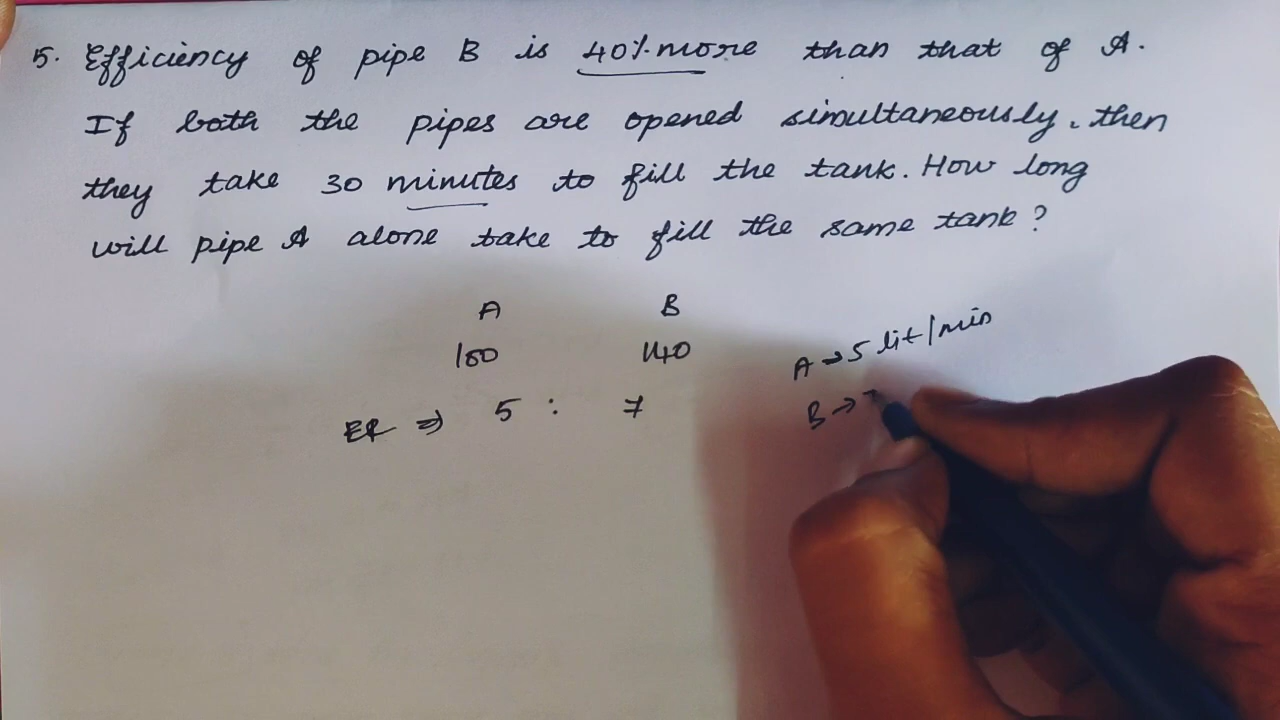 5. Efficiency of pipe B is 40% more than that of A.
If both the pipes are opened simultaneously, then
they take 30 minutes to fill the tank. How long
will pipe A alone take to fill the same tank?
A B
100 140
5 : 7
A → 5 lit/min
B →